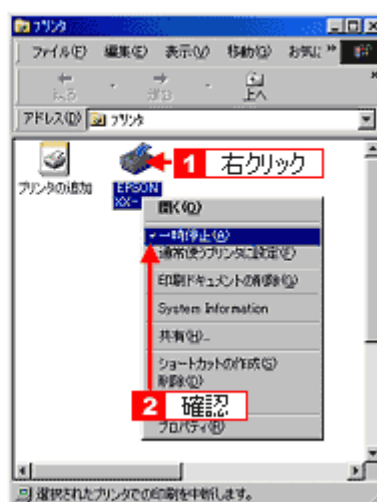 プリンタ
ファイル(F) 編集(E) 表示(V) 移動(G) お気に »
戻る 進む 上へ
アドレス(D) プリンタ
1 右クリック
プリンタの追加 EPSON
XX-
開く(O)
一時停止(A)
通常使うプリンタに設定(E)
印刷ドキュメントの削除(G)
System Information
共有(H)...
ショートカットの作成(S)
削除(D)
2 確認
プロパティ(R)
選択されたプリンタでの印刷を中断します。